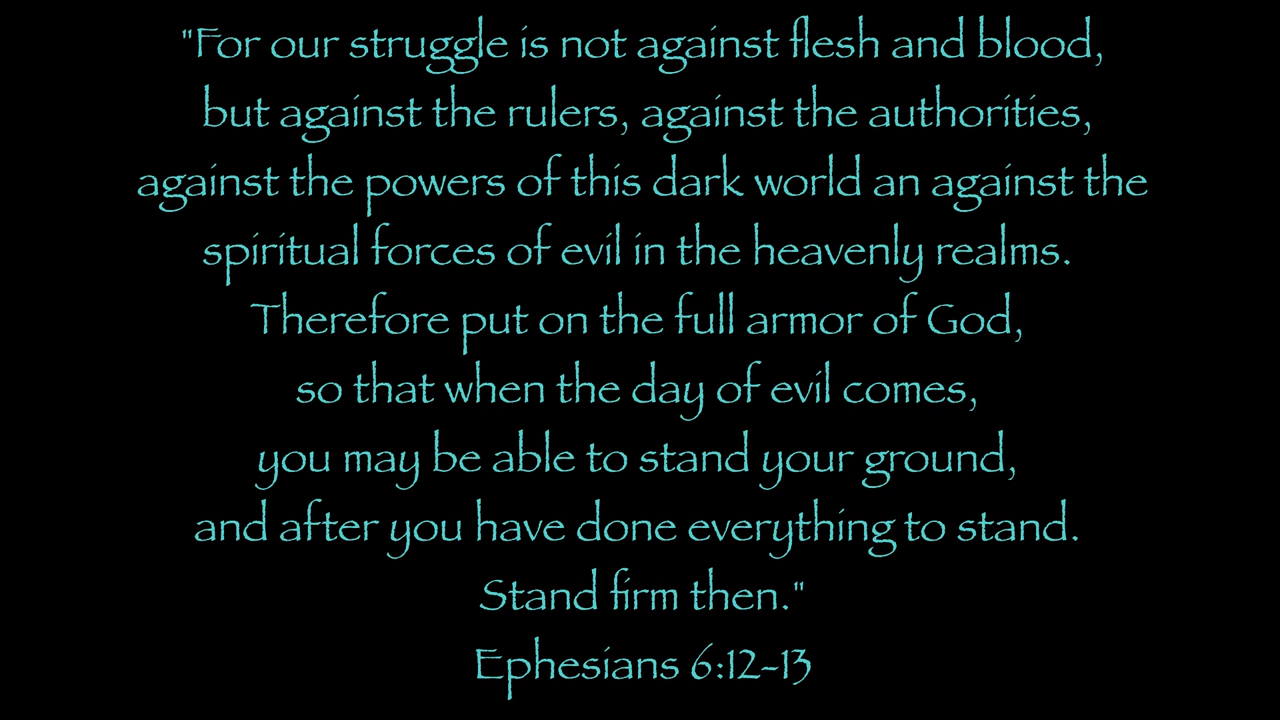 "For our struggle is not against flesh and blood,
but against the rulers, against the authorities,
against the powers of this dark world an against the
spiritual forces of evil in the heavenly realms.
Therefore put on the full armor of God,
so that when the day of evil comes,
you may be able to stand your ground,
and after you have done everything to stand.
Stand firm then."
Ephesians 6:12-13